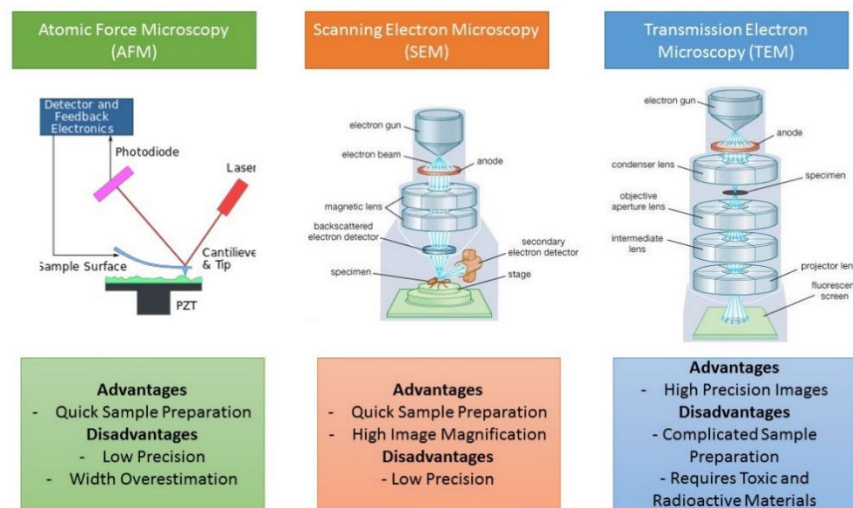 Atomic Force Microscopy
(AFM)
Detector and
Feedback
Electronics
Photodiode
Laser
Sample Surface
Cantilieve
& Tip
PZT
Advantages
- Quick Sample Preparation
Disadvantages
- Low Precision
- Width Overestimation
Scanning Electron Microscopy
(SEM)
electron gun
electron beam
anode
magnetic lens
backscattered
electron detector
secondary
electron detector
specimen
stage
Advantages
- Quick Sample Preparation
- High Image Magnification
Disadvantages
- Low Precision
Transmission Electron
Microscopy (TEM)
electron gun
anode
condenser lens
specimen
objective
aperture lens
intermediate
lens
projector len
fluorescen
screen
Advantages
- High Precision Images
Disadvantages
- Complicated Sample
Preparation
- Requires Toxic and
Radioactive Materials